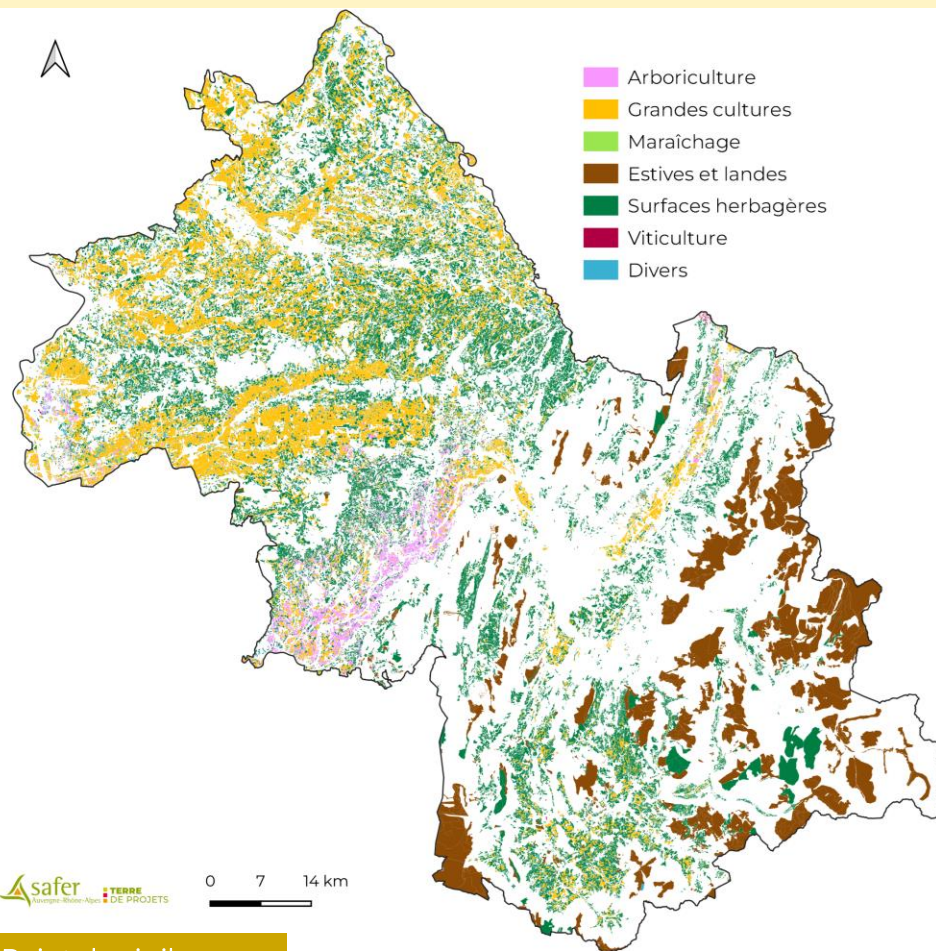 Arboriculture
Grandes cultures
Maraîchage
Estives et landes
Surfaces herbagères
Viticulture
Divers
safer
Auvergne-Rhône-Alpes
TERRE
DE PROJETS
0 7 14 km